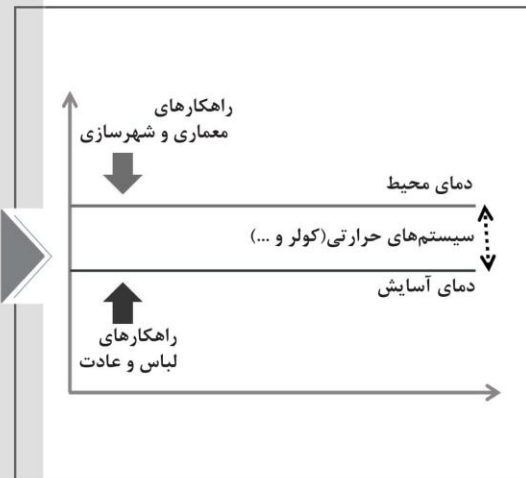 راهکارهای
معماری و شهرسازی
دمای محیط
سیستم‌های حرارتی(کولر و ...)
دمای آسایش
راهکارهای
لباس و عادت